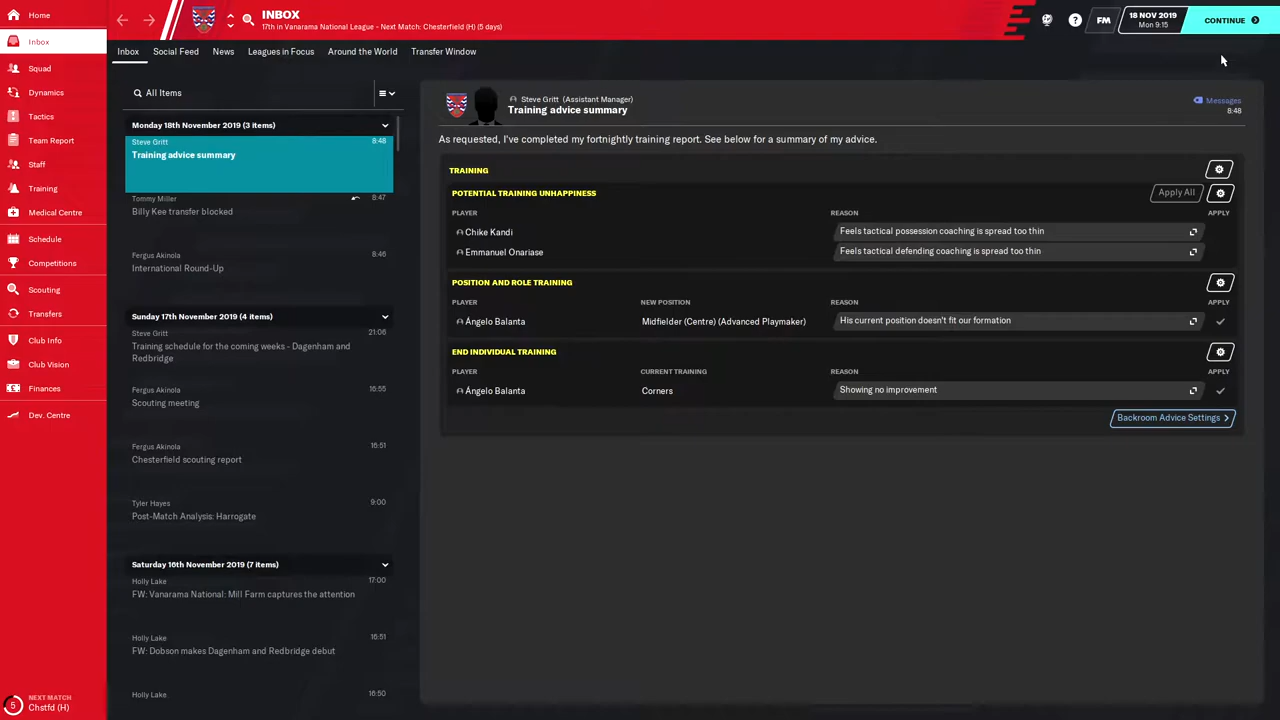 Home
Inbox
Squad
Dynamics
Tactics
Team Report
Staff
Training
Medical Centre
Schedule
Competitions
Scouting
Transfers
Club Info
Club Vision
Finances
Dev. Centre
5
NEXT MATCH
Chstfd (H)
INBOX
17th in Vanarama National League - Next Match: Chesterfield (H) (5 days)
?
FM
18 NOV 2019
Mon 9:15
CONTINUE
Inbox
Social Feed
News
Leagues in Focus
Around the World
Transfer Window
All Items
Monday 18th November 2019 (3 items)
Steve Gritt 8:48
Training advice summary
Tommy Miller 8:47
Billy Kee transfer blocked
Fergus Akinola 8:46
International Round-Up
Sunday 17th November 2019 (4 items)
Steve Gritt 21:06
Training schedule for the coming weeks - Dagenham and
Redbridge
Fergus Akinola 16:55
Scouting meeting
Fergus Akinola 16:51
Chesterfield scouting report
Tyler Hayes 9:00
Post-Match Analysis: Harrogate
Saturday 16th November 2019 (7 items)
Holly Lake 17:00
FW: Vanarama National: Mill Farm captures the attention
Holly Lake 16:51
FW: Dobson makes Dagenham and Redbridge debut
Holly Lake 16:50
Steve Gritt (Assistant Manager)
Training advice summary
Messages
8:48
As requested, I've completed my fortnightly training report. See below for a summary of my advice.
TRAINING
POTENTIAL TRAINING UNHAPPINESS Apply All
PLAYER REASON APPLY
Chike Kandi Feels tactical possession coaching is spread too thin
Emmanuel Onariase Feels tactical defending coaching is spread too thin
POSITION AND ROLE TRAINING
PLAYER NEW POSITION REASON APPLY
Ángelo Balanta Midfielder (Centre) (Advanced Playmaker) His current position doesn't fit our formation
END INDIVIDUAL TRAINING
PLAYER CURRENT TRAINING REASON APPLY
Ángelo Balanta Corners Showing no improvement
Backroom Advice Settings